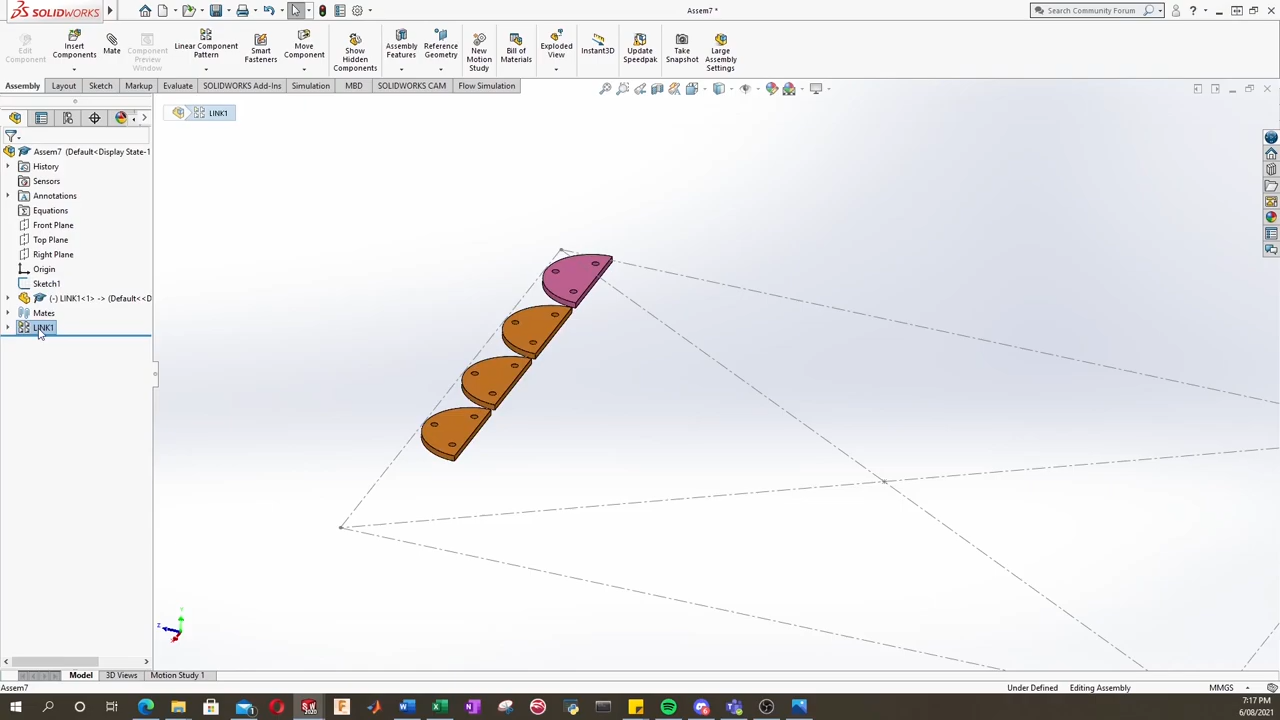 SOLIDWORKS
Assem7 *
Search Community Forum
Edit Component
Insert Components
Mate
Component Preview Window
Linear Component Pattern
Smart Fasteners
Move Component
Show Hidden Components
Assembly Features
Reference Geometry
New Motion Study
Bill of Materials
Exploded View
Instant3D
Update Speedpak
Take Snapshot
Large Assembly Settings
Assembly
Layout
Sketch
Markup
Evaluate
SOLIDWORKS Add-Ins
Simulation
MBD
SOLIDWORKS CAM
Flow Simulation
LINK1
Assem7 (Default<Display State-1
History
Sensors
Annotations
Equations
Front Plane
Top Plane
Right Plane
Origin
Sketch1
(-) LINK1<1> -> (Default<<D
Mates
LINK1
Y
Z
Model
3D Views
Motion Study 1
Assem7
Under Defined
Editing Assembly
MMGS
7:17 PM
6/08/2021